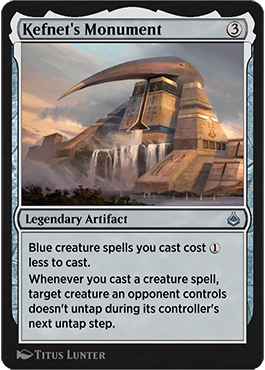 Kefnet's Monument 3
Legendary Artifact
Blue creature spells you cast cost 1
less to cast.
Whenever you cast a creature spell,
target creature an opponent controls
doesn't untap during its controller's
next untap step.
Titus Lunter